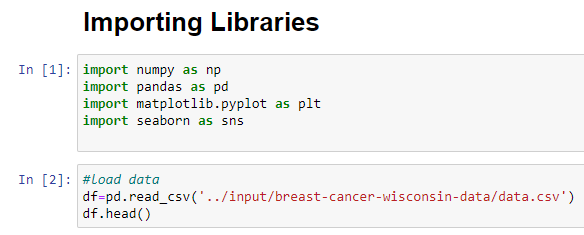 Importing Libraries
In [1]: import numpy as np
import pandas as pd
import matplotlib.pyplot as plt
import seaborn as sns
In [2]: #load data
df=pd.read_csv('../input/breast-cancer-wisconsin-data/data.csv')
df.head()